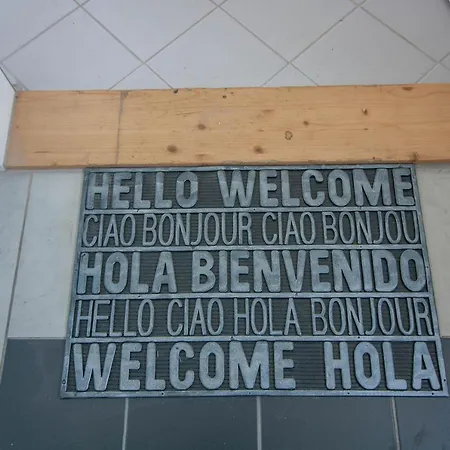 HELLO WELCOME
CIAO BONJOUR CIAO BONJOU
HOLA BIENVENIDO
HELLO CIAO HOLA BONJOUR
WELCOME HOLA